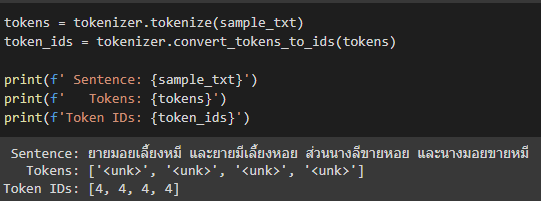 tokens = tokenizer.tokenize(sample_txt)
token_ids = tokenizer.convert_tokens_to_ids(tokens)
print(f' Sentence: {sample_txt}')
print(f'   Tokens: {tokens}')
print(f'Token IDs: {token_ids}')
 Sentence: ยายมอยเลี้ยงหมี และยายมีเลี้ยงหอย ส่วนนางลีขายหอย และนางมอยขายหมี
   Tokens: ['<unk>', '<unk>', '<unk>', '<unk>']
Token IDs: [4, 4, 4, 4]